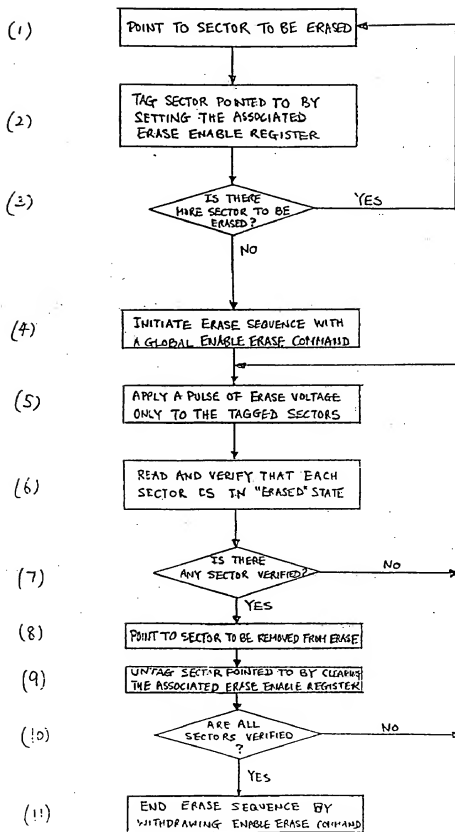 (1)
POINT TO SECTOR TO BE ERASED
(2)
TAG SECTOR POINTED TO BY
SETTING THE ASSOCIATED
ERASE ENABLE REGISTER
(3)
IS THERE
MORE SECTOR TO BE
ERASED?
YES
NO
(4)
INITIATE ERASE SEQUENCE WITH
A GLOBAL ENABLE ERASE COMMAND
(5)
APPLY A PULSE OF ERASE VOLTAGE
ONLY TO THE TAGGED SECTORS
(6)
READ AND VERIFY THAT EACH
SECTOR IS IN "ERASED" STATE
(7)
IS THERE
ANY SECTOR VERIFIED?
NO
YES
(8)
POINT TO SECTOR TO BE REMOVED FROM ERASE
(9)
UNTAG SECTOR POINTED TO BY CLEARING
THE ASSOCIATED ERASE ENABLE REGISTER
(10)
ARE ALL
SECTORS VERIFIED
?
NO
YES
(11)
END ERASE SEQUENCE BY
WITHDRAWING ENABLE ERASE COMMAND